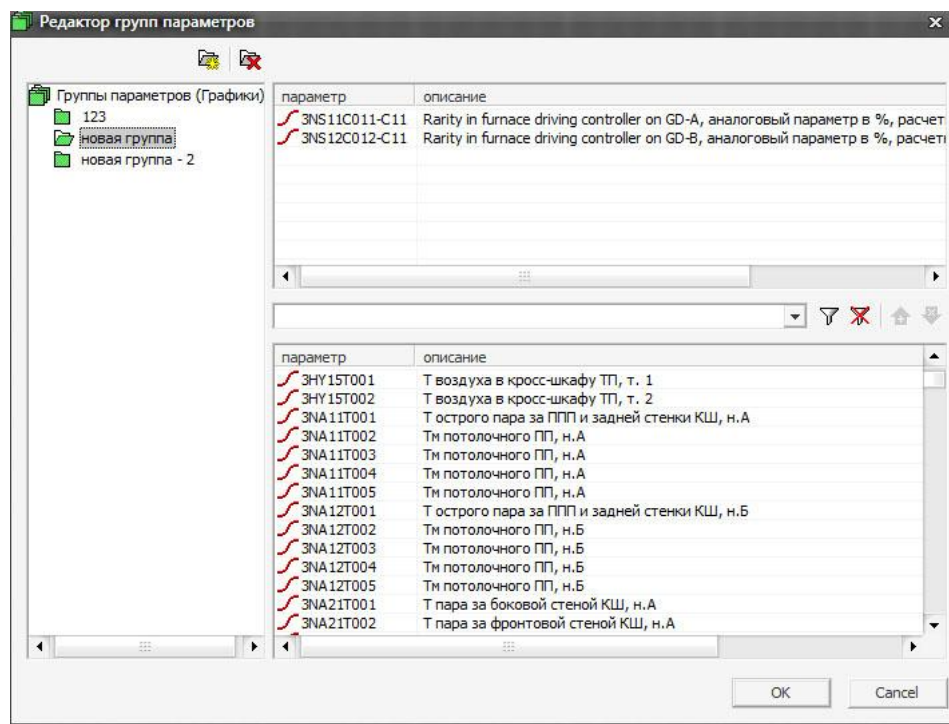 Редактор групп параметров
Группы параметров (Графики)
123
новая группа
новая группа - 2
параметр описание
3NS11C011-C11 Rarity in furnace driving controller on GD-A, аналоговый параметр в %, расчет
3NS12C012-C11 Rarity in furnace driving controller on GD-B, аналоговый параметр в %, расчет
параметр описание
3HY15T001 Т воздуха в кросс-шкафу ТП, т. 1
3HY15T002 Т воздуха в кросс-шкафу ТП, т. 2
3NA11T001 Т острого пара за ППП и задней стенки КШ, н.А
3NA11T002 Тм потолочного ПП, н.А
3NA11T003 Тм потолочного ПП, н.А
3NA11T004 Тм потолочного ПП, н.А
3NA11T005 Тм потолочного ПП, н.А
3NA12T001 Т острого пара за ППП и задней стенки КШ, н.Б
3NA12T002 Тм потолочного ПП, н.Б
3NA12T003 Тм потолочного ПП, н.Б
3NA12T004 Тм потолочного ПП, н.Б
3NA12T005 Тм потолочного ПП, н.Б
3NA21T001 Т пара за боковой стеной КШ, н.А
3NA21T002 Т пара за фронтовой стеной КШ, н.А
OK Cancel